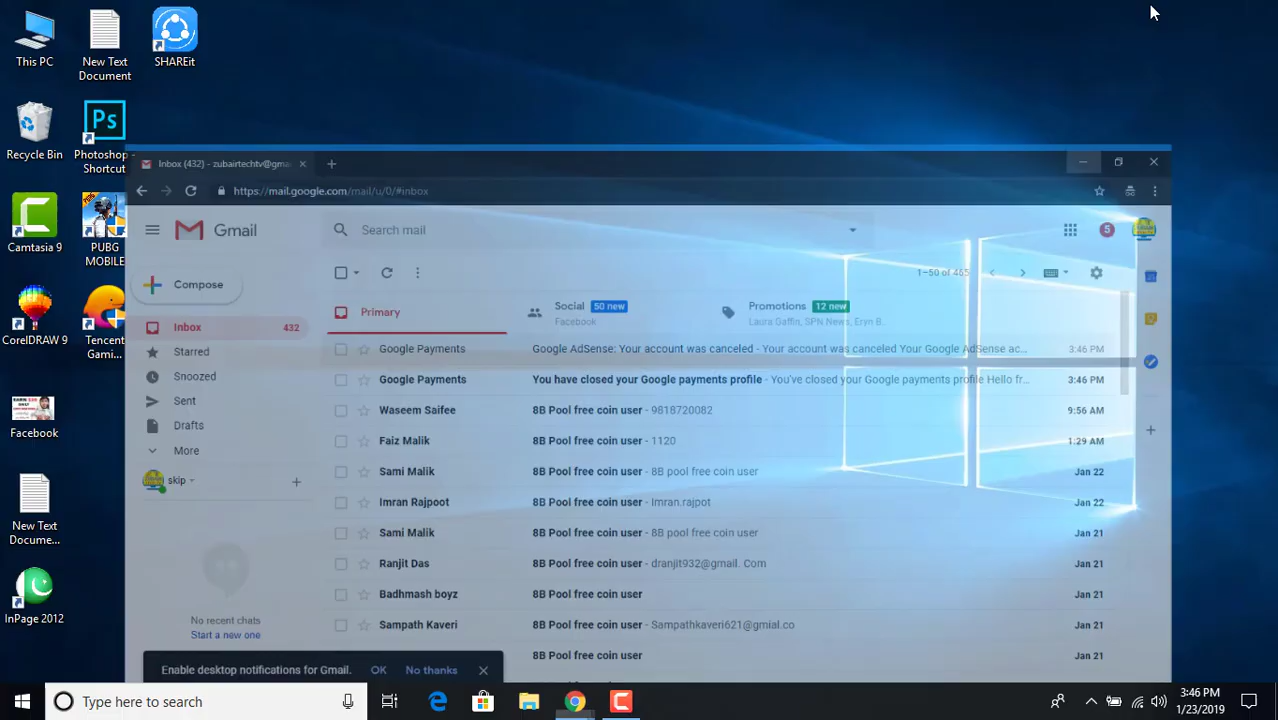 This PC
New Text
Document
SHAREit
Recycle Bin
Ps
Photoshop
Shortcut
Camtasia 9
PUBG
MOBILE
CorelDRAW 9
Tencent
Gami...
Facebook
New Text
Docume...
InPage 2012
Inbox (432) - zubairtechtv@gm
https://mail.google.com/mail/u/0/#inbox
Gmail
Search mail
5
Compose
1–50 of 465
Primary
Social 50 new
Facebook
Promotions 12 new
Laura Gaffin, SPN News, Eryn B.
Inbox 432
Starred
Snoozed
Sent
Drafts
More
skip
No recent chats
Start a new one
Google Payments Google AdSense: Your account was canceled - Your account was canceled Your Google AdSense ac... 3:46 PM
Google Payments You have closed your Google payments profile - You've closed your Google payments profile Hello fr... 3:46 PM
Waseem Saifee 8B Pool free coin user - 9818720082 9:56 AM
Faiz Malik 8B Pool free coin user - 1120 1:29 AM
Sami Malik 8B Pool free coin user - 8B pool free coin user Jan 22
Imran Rajpoot 8B Pool free coin user - Imran.rajpot Jan 22
Sami Malik 8B Pool free coin user - 8B pool free coin user Jan 21
Ranjit Das 8B Pool free coin user - dranjit932@gmail. Com Jan 21
Badhmash boyz 8B Pool free coin user Jan 21
Sampath Kaveri 8B Pool free coin user - Sampathkaveri621@gmial.co Jan 21
8B Pool free coin user Jan 21
Enable desktop notifications for Gmail. OK No thanks
Type here to search
3:46 PM
1/23/2019